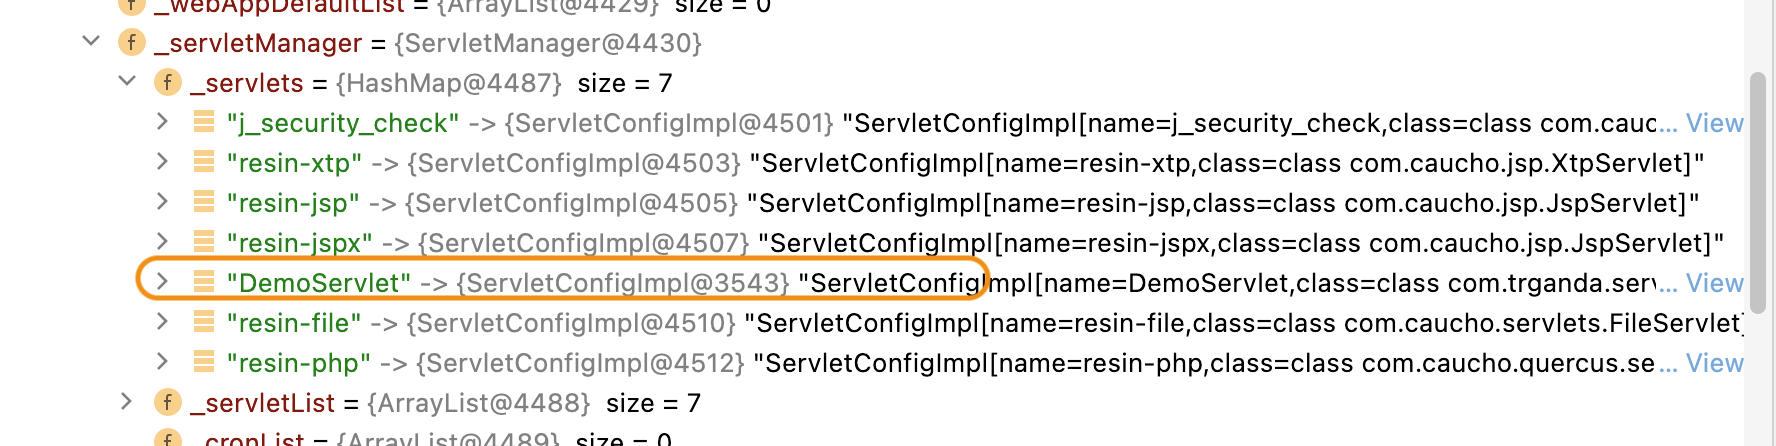 f _webAppDefaultList = {ArrayList@4429} size = 0
f _servletManager = {ServletManager@4430}
f _servlets = {HashMap@4487} size = 7
"j_security_check" -> {ServletConfigImpl@4501} "ServletConfigImpl[name=j_security_check,class=class com.cauc... View
"resin-xtp" -> {ServletConfigImpl@4503} "ServletConfigImpl[name=resin-xtp,class=class com.caucho.jsp.XtpServlet]"
"resin-jsp" -> {ServletConfigImpl@4505} "ServletConfigImpl[name=resin-jsp,class=class com.caucho.jsp.JspServlet]"
"resin-jspx" -> {ServletConfigImpl@4507} "ServletConfigImpl[name=resin-jspx,class=class com.caucho.jsp.JspServlet]"
"DemoServlet" -> {ServletConfigImpl@3543} "ServletConfigImpl[name=DemoServlet,class=class com.trganda.serv... View
"resin-file" -> {ServletConfigImpl@4510} "ServletConfigImpl[name=resin-file,class=class com.caucho.servlets.FileServlet]
"resin-php" -> {ServletConfigImpl@4512} "ServletConfigImpl[name=resin-php,class=class com.caucho.quercus.se... View
f _servletList = {ArrayList@4488} size = 7
f _cronList = {ArrayList@4489} size = 0